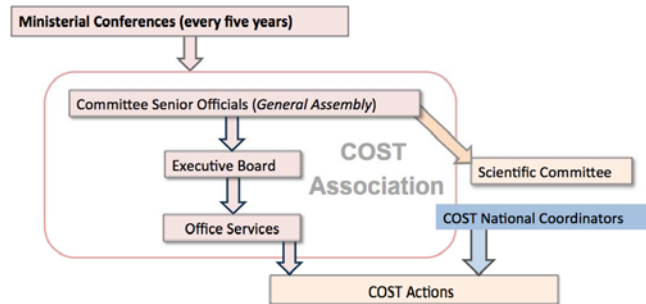 Ministerial Conferences (every five years)
Committee Senior Officials (General Assembly)
COST
Association
Executive Board
Scientific Committee
Office Services
COST National Coordinators
COST Actions